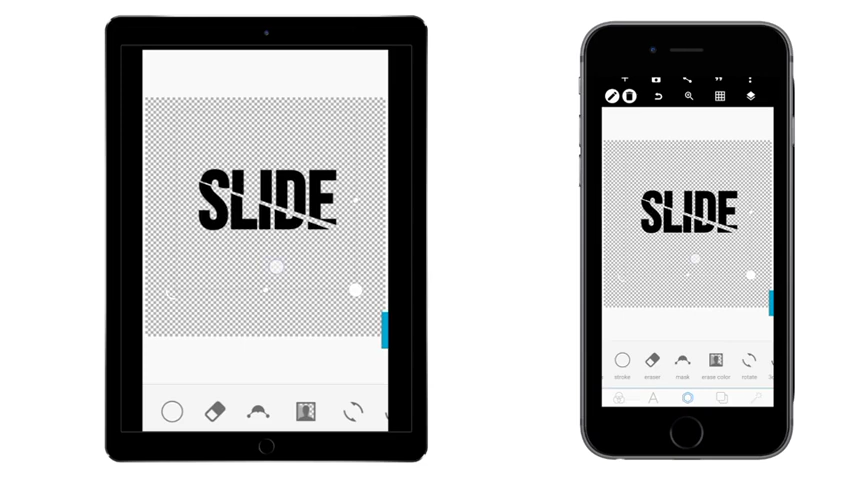 SLIDE
SLIDE
stroke
eraser
mask
erase color
rotate